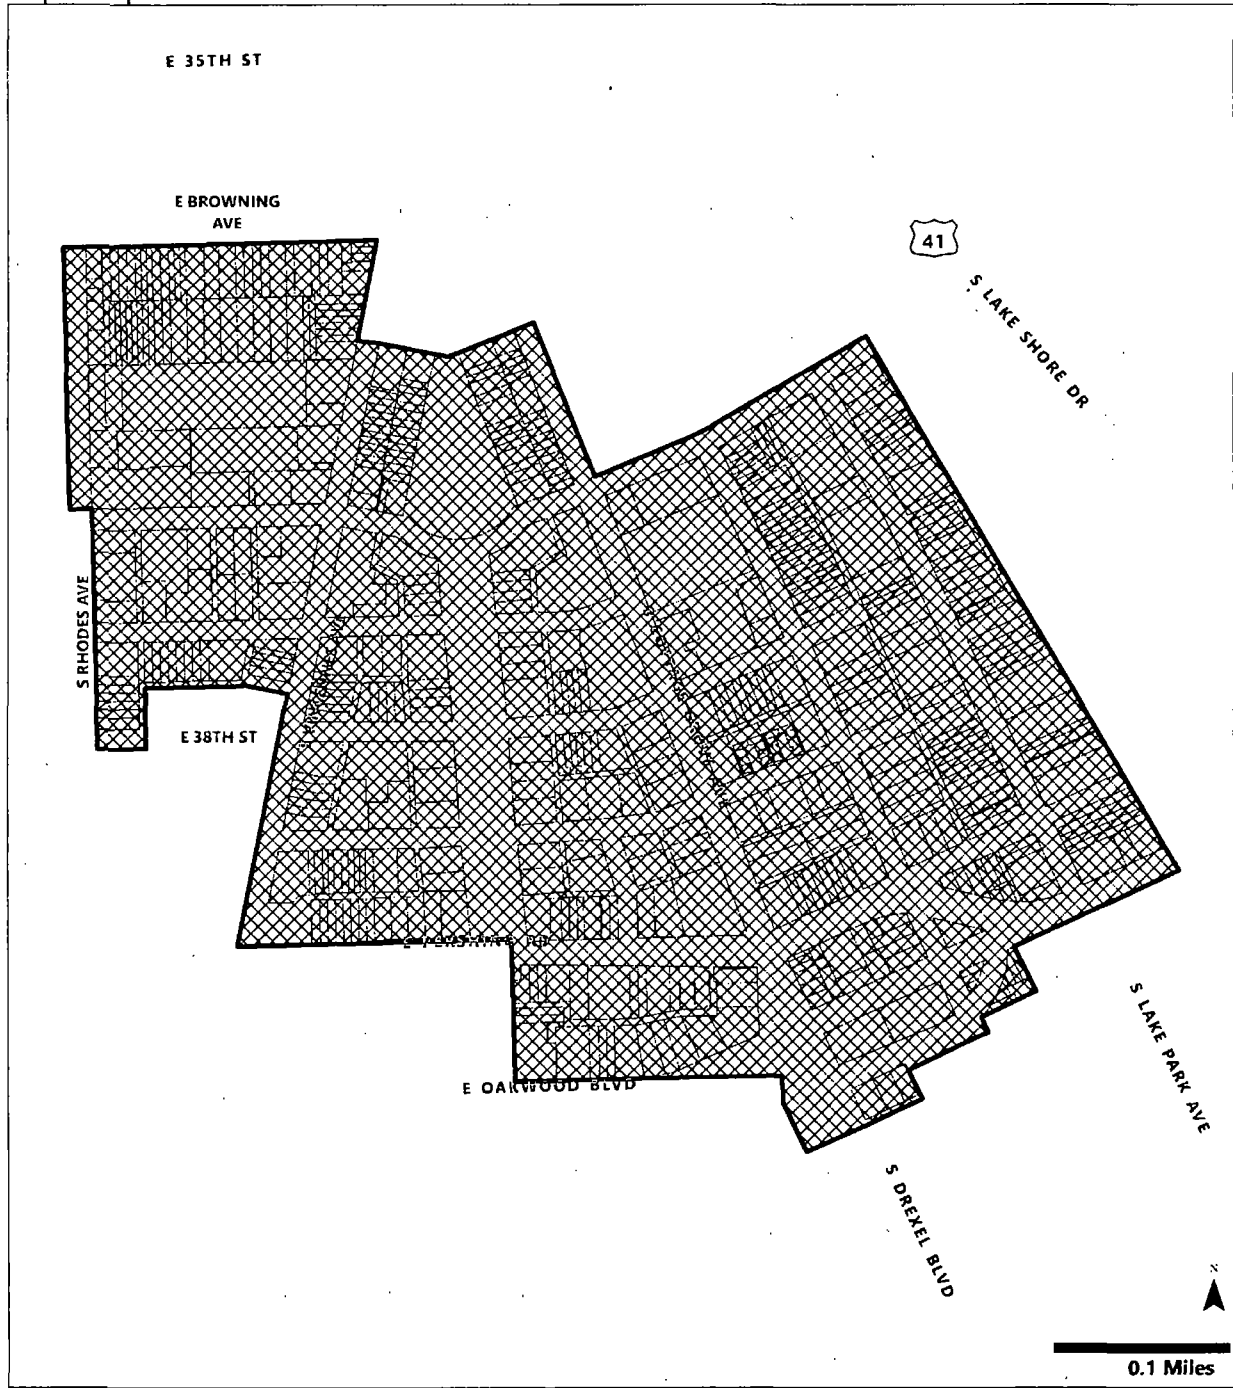 E 35TH ST
E BROWNING
AVE
41
S LAKE SHORE DR
S RHODES AVE
E 38TH ST
E OAKWOOD BLVD
S LAKE PARK AVE
S DREXEL BLVD
N
0.1 Miles